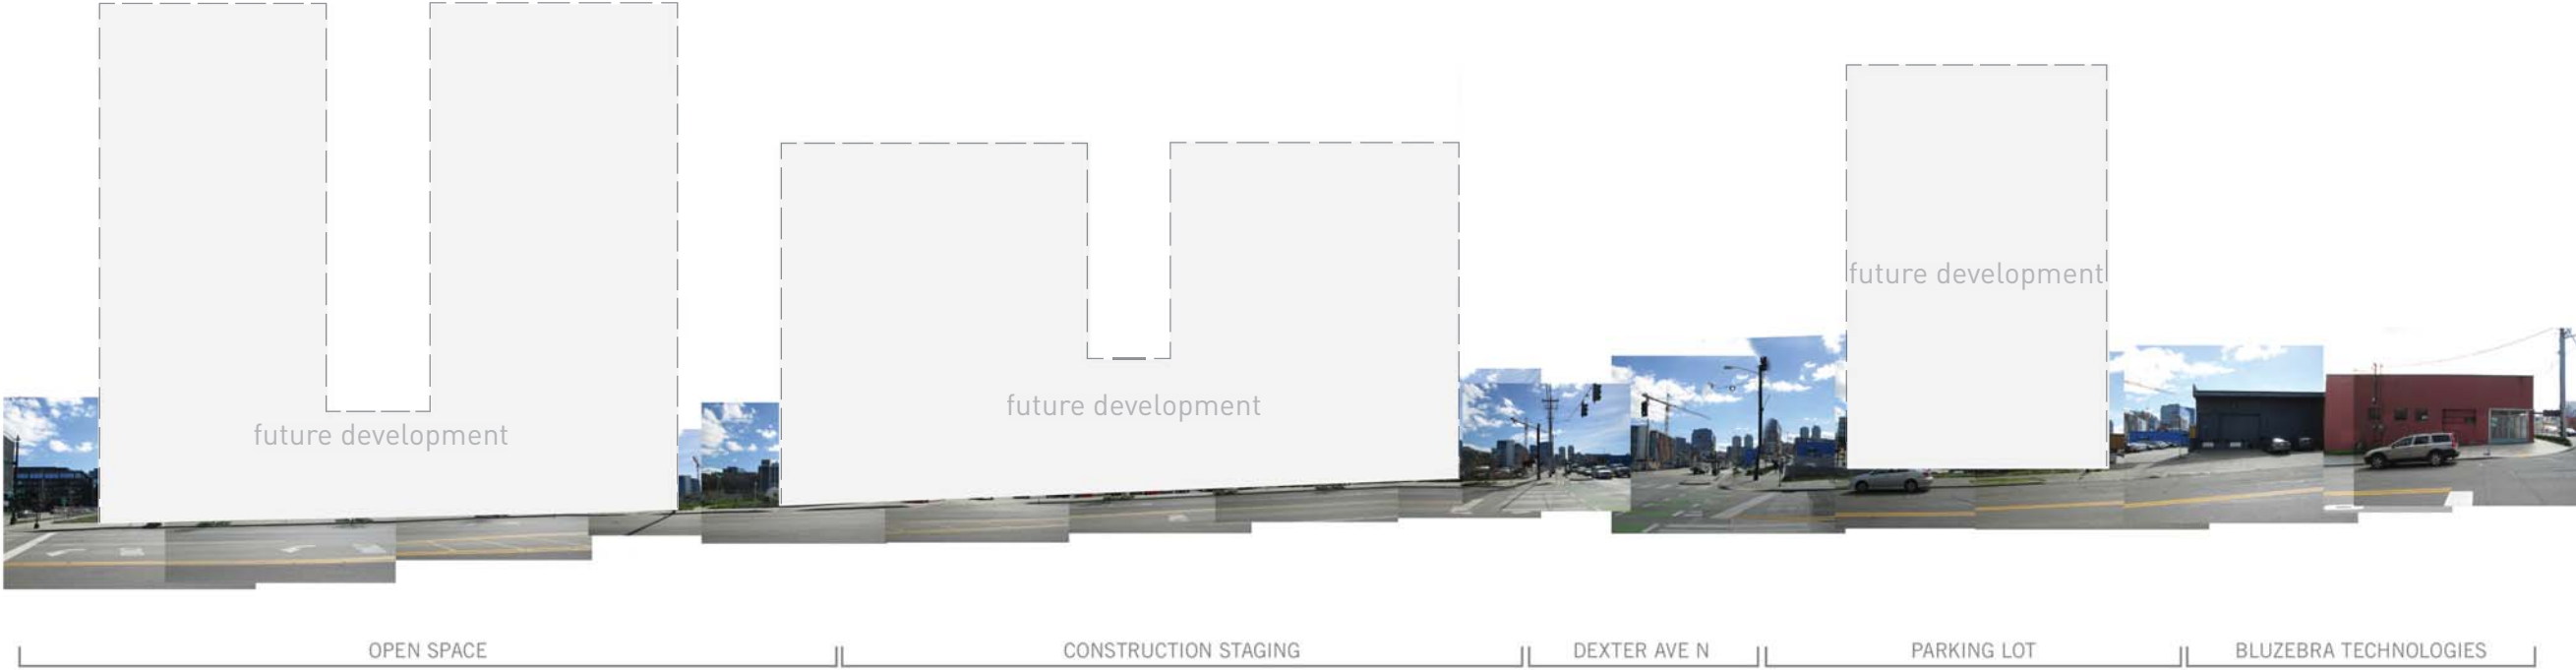 future development
future development
future development
OPEN SPACE
CONSTRUCTION STAGING
DEXTER AVE N
PARKING LOT
BLUZEBRA TECHNOLOGIES